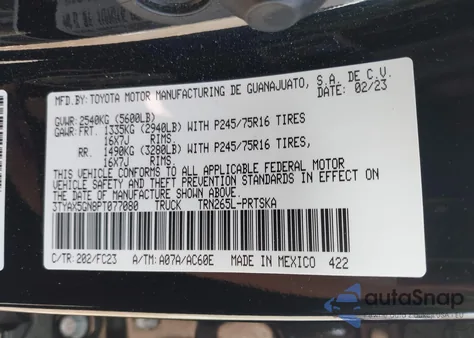 MFD.BY: TOYOTA MOTOR MANUFACTURING DE GUANAJUATO, S.A. DE C.V.
DATE: 02/23
GVWR: 2540KG (5600LB)
GAWR: FRT. 1335KG (2940LB) WITH P245/75R16 TIRES
16X7J RIMS.
RR. 1490KG (3280LB) WITH P245/75R16 TIRES
16X7J RIMS.
THIS VEHICLE CONFORMS TO ALL APPLICABLE FEDERAL MOTOR
VEHICLE SAFETY AND THEFT PREVENTION STANDARDS IN EFFECT ON
THE DATE OF MANUFACTURE SHOWN ABOVE.
3TYAX5GN8PT077080 TRUCK TRN265L-PRTSKA
C/TR: 202/FC23 A/TM: A07A/AC60E MADE IN MEXICO 422
autoSnap